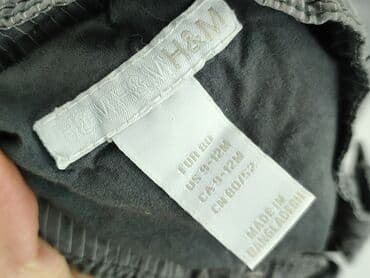 H&M
EUR 80
US 9-12M
CA 9-12M
CN 80/52
MADE IN
BANGLADESH